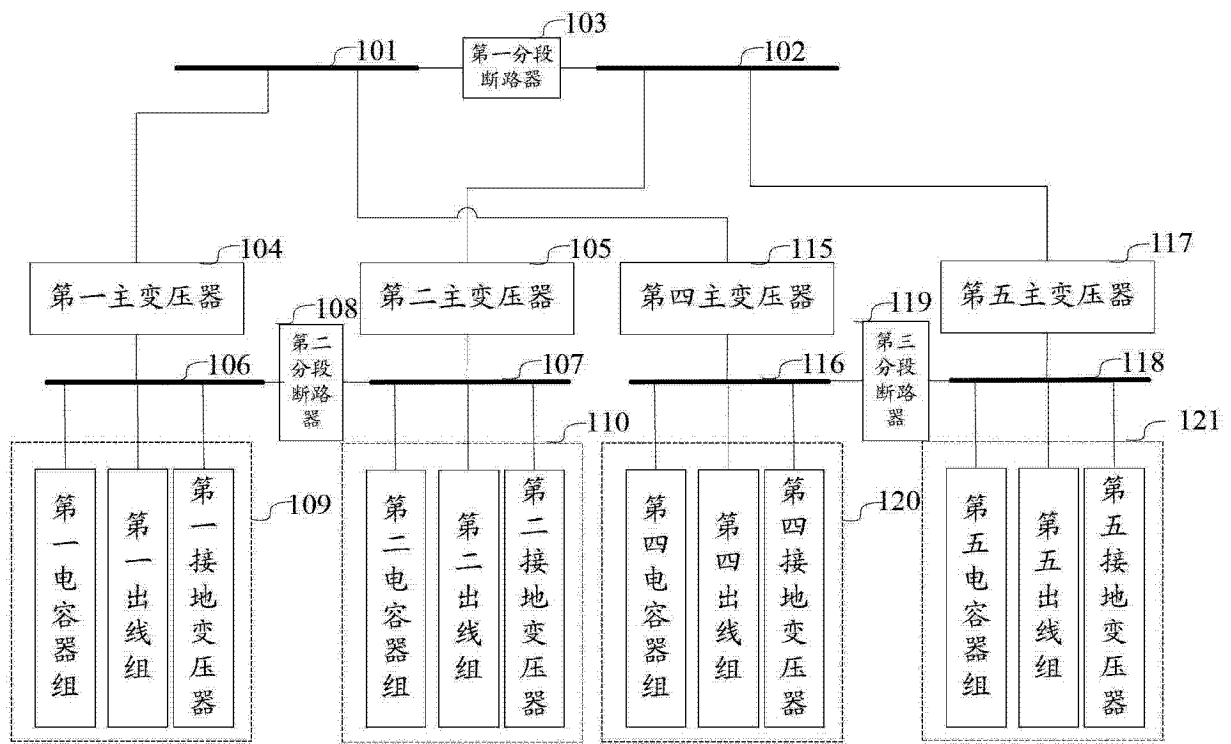 101
第一分段
断路器
103
102
104
105
115
117
第一主变压器
第二主变压器
第四主变压器
第五主变压器
108
119
第二
分段
断路
器
第三
分段
断路
器
106
107
116
118
109
110
120
121
第一电容器组
第一出线组
第一接地变压器
第二电容器组
第二出线组
第二接地变压器
第四电容器组
第四出线组
第四接地变压器
第五电容器组
第五出线组
第五接地变压器